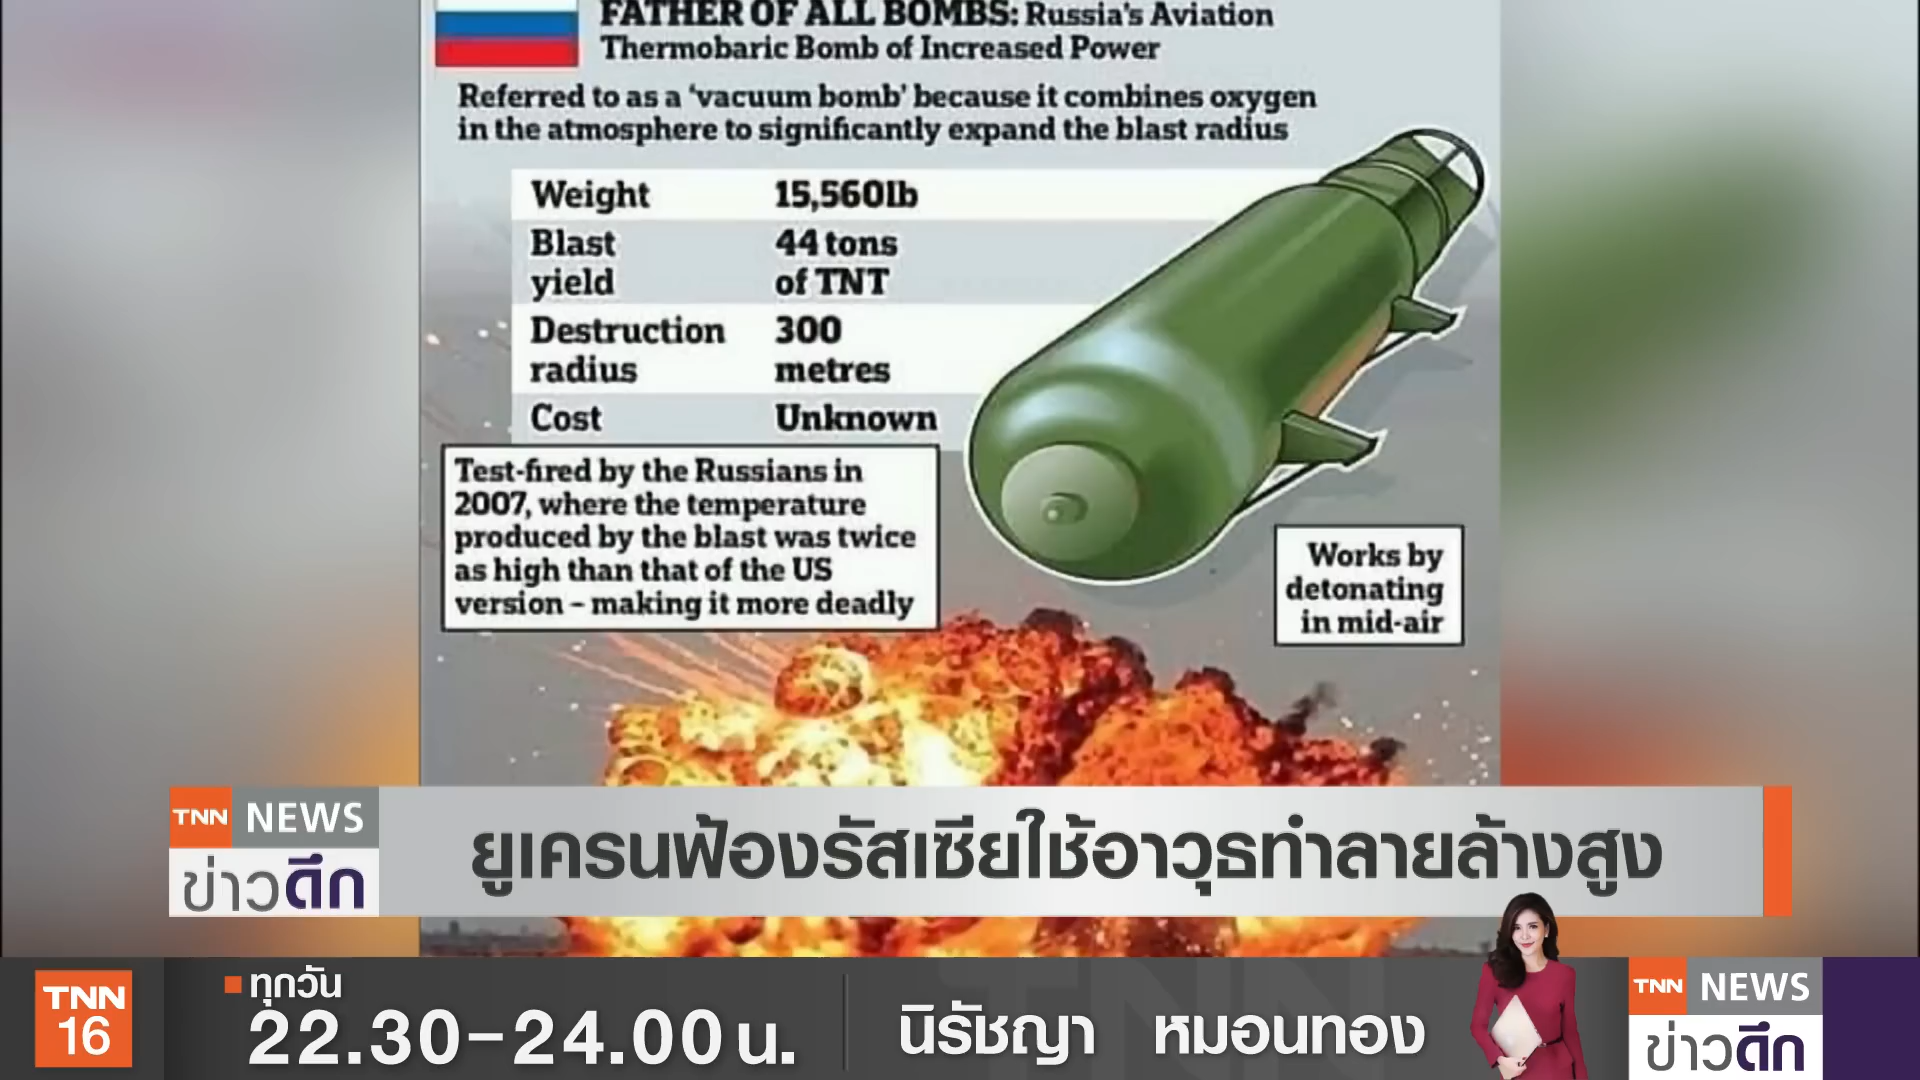 FATHER OF ALL BOMBS: Russia's Aviation
Thermobaric Bomb of Increased Power
Referred to as a 'vacuum bomb' because it combines oxygen
in the atmosphere to significantly expand the blast radius
Weight 15,560lb
Blast 44 tons
yield of TNT
Destruction 300
radius metres
Cost Unknown
Test-fired by the Russians in
2007, where the temperature
produced by the blast was twice
as high than that of the US
version – making it more deadly
Works by
detonating
in mid-air
TNN NEWS
ข่าวดึก
ยูเครนฟ้องรัสเซียใช้อาวุธทำลายล้างสูง
TNN
16
ทุกวัน
22.30-24.00 น.
นิรัชญา หมอนทอง
TNN NEWS
ข่าวดึก